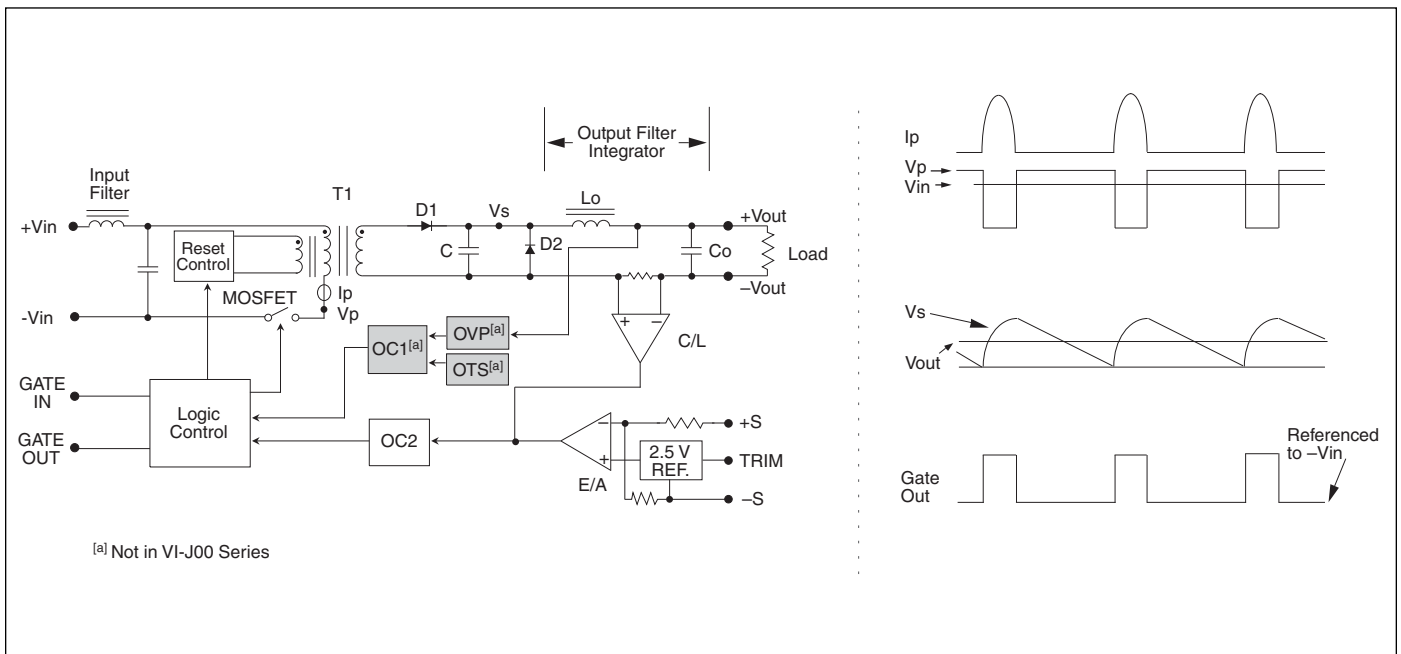 Output Filter
Integrator
Input
Filter
T1
+Vin
Reset
Control
D1
Vs
Lo
+Vout
C
D2
Co
Load
–Vout
MOSFET
Ip
Vp
-Vin
OC1[a]
OVP[a]
OTS[a]
C/L
GATE
IN
GATE
OUT
Logic
Control
OC2
–
+
E/A
+
–
2.5 V
REF.
+S
TRIM
–S
[a] Not in VI-J00 Series
Ip
Vp
Vin
Vs
Vout
Gate
Out
Referenced
to –Vin